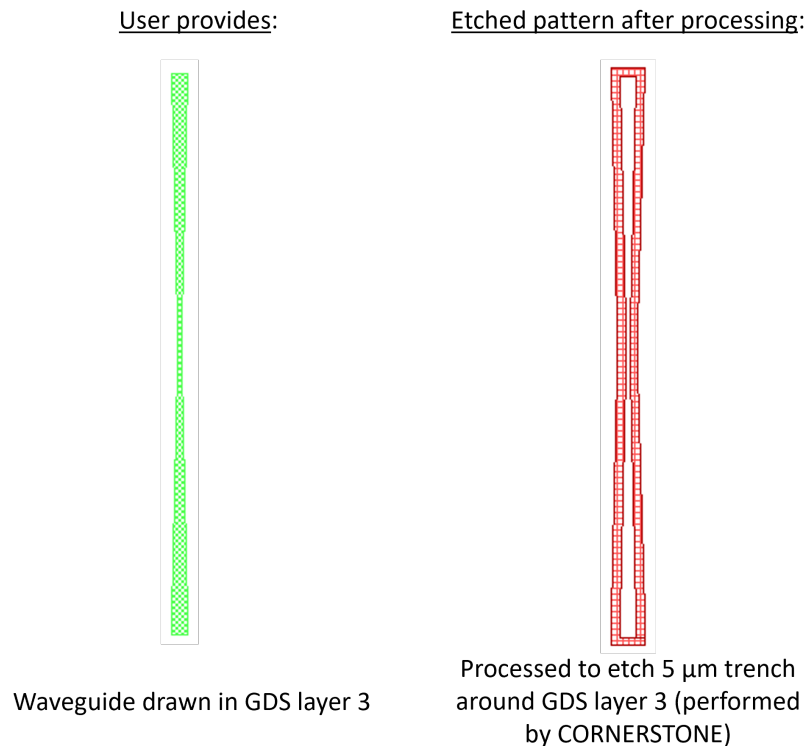 User provides:
Etched pattern after processing:
Waveguide drawn in GDS layer 3
Processed to etch 5 µm trench
around GDS layer 3 (performed
by CORNERSTONE)